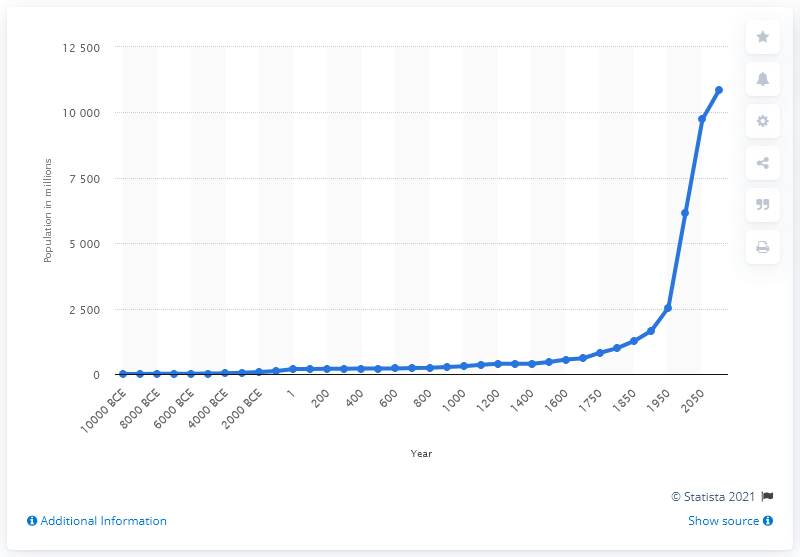 12 500
10 000
7 500
5 000
2 500
0
Population in millions
10000 BCE
8000 BCE
6000 BCE
4000 BCE
2000 BCE
1
200
400
600
800
1000
1200
1400
1600
1750
1850
1950
2050
Year
© Statista 2021
Additional Information
Show source